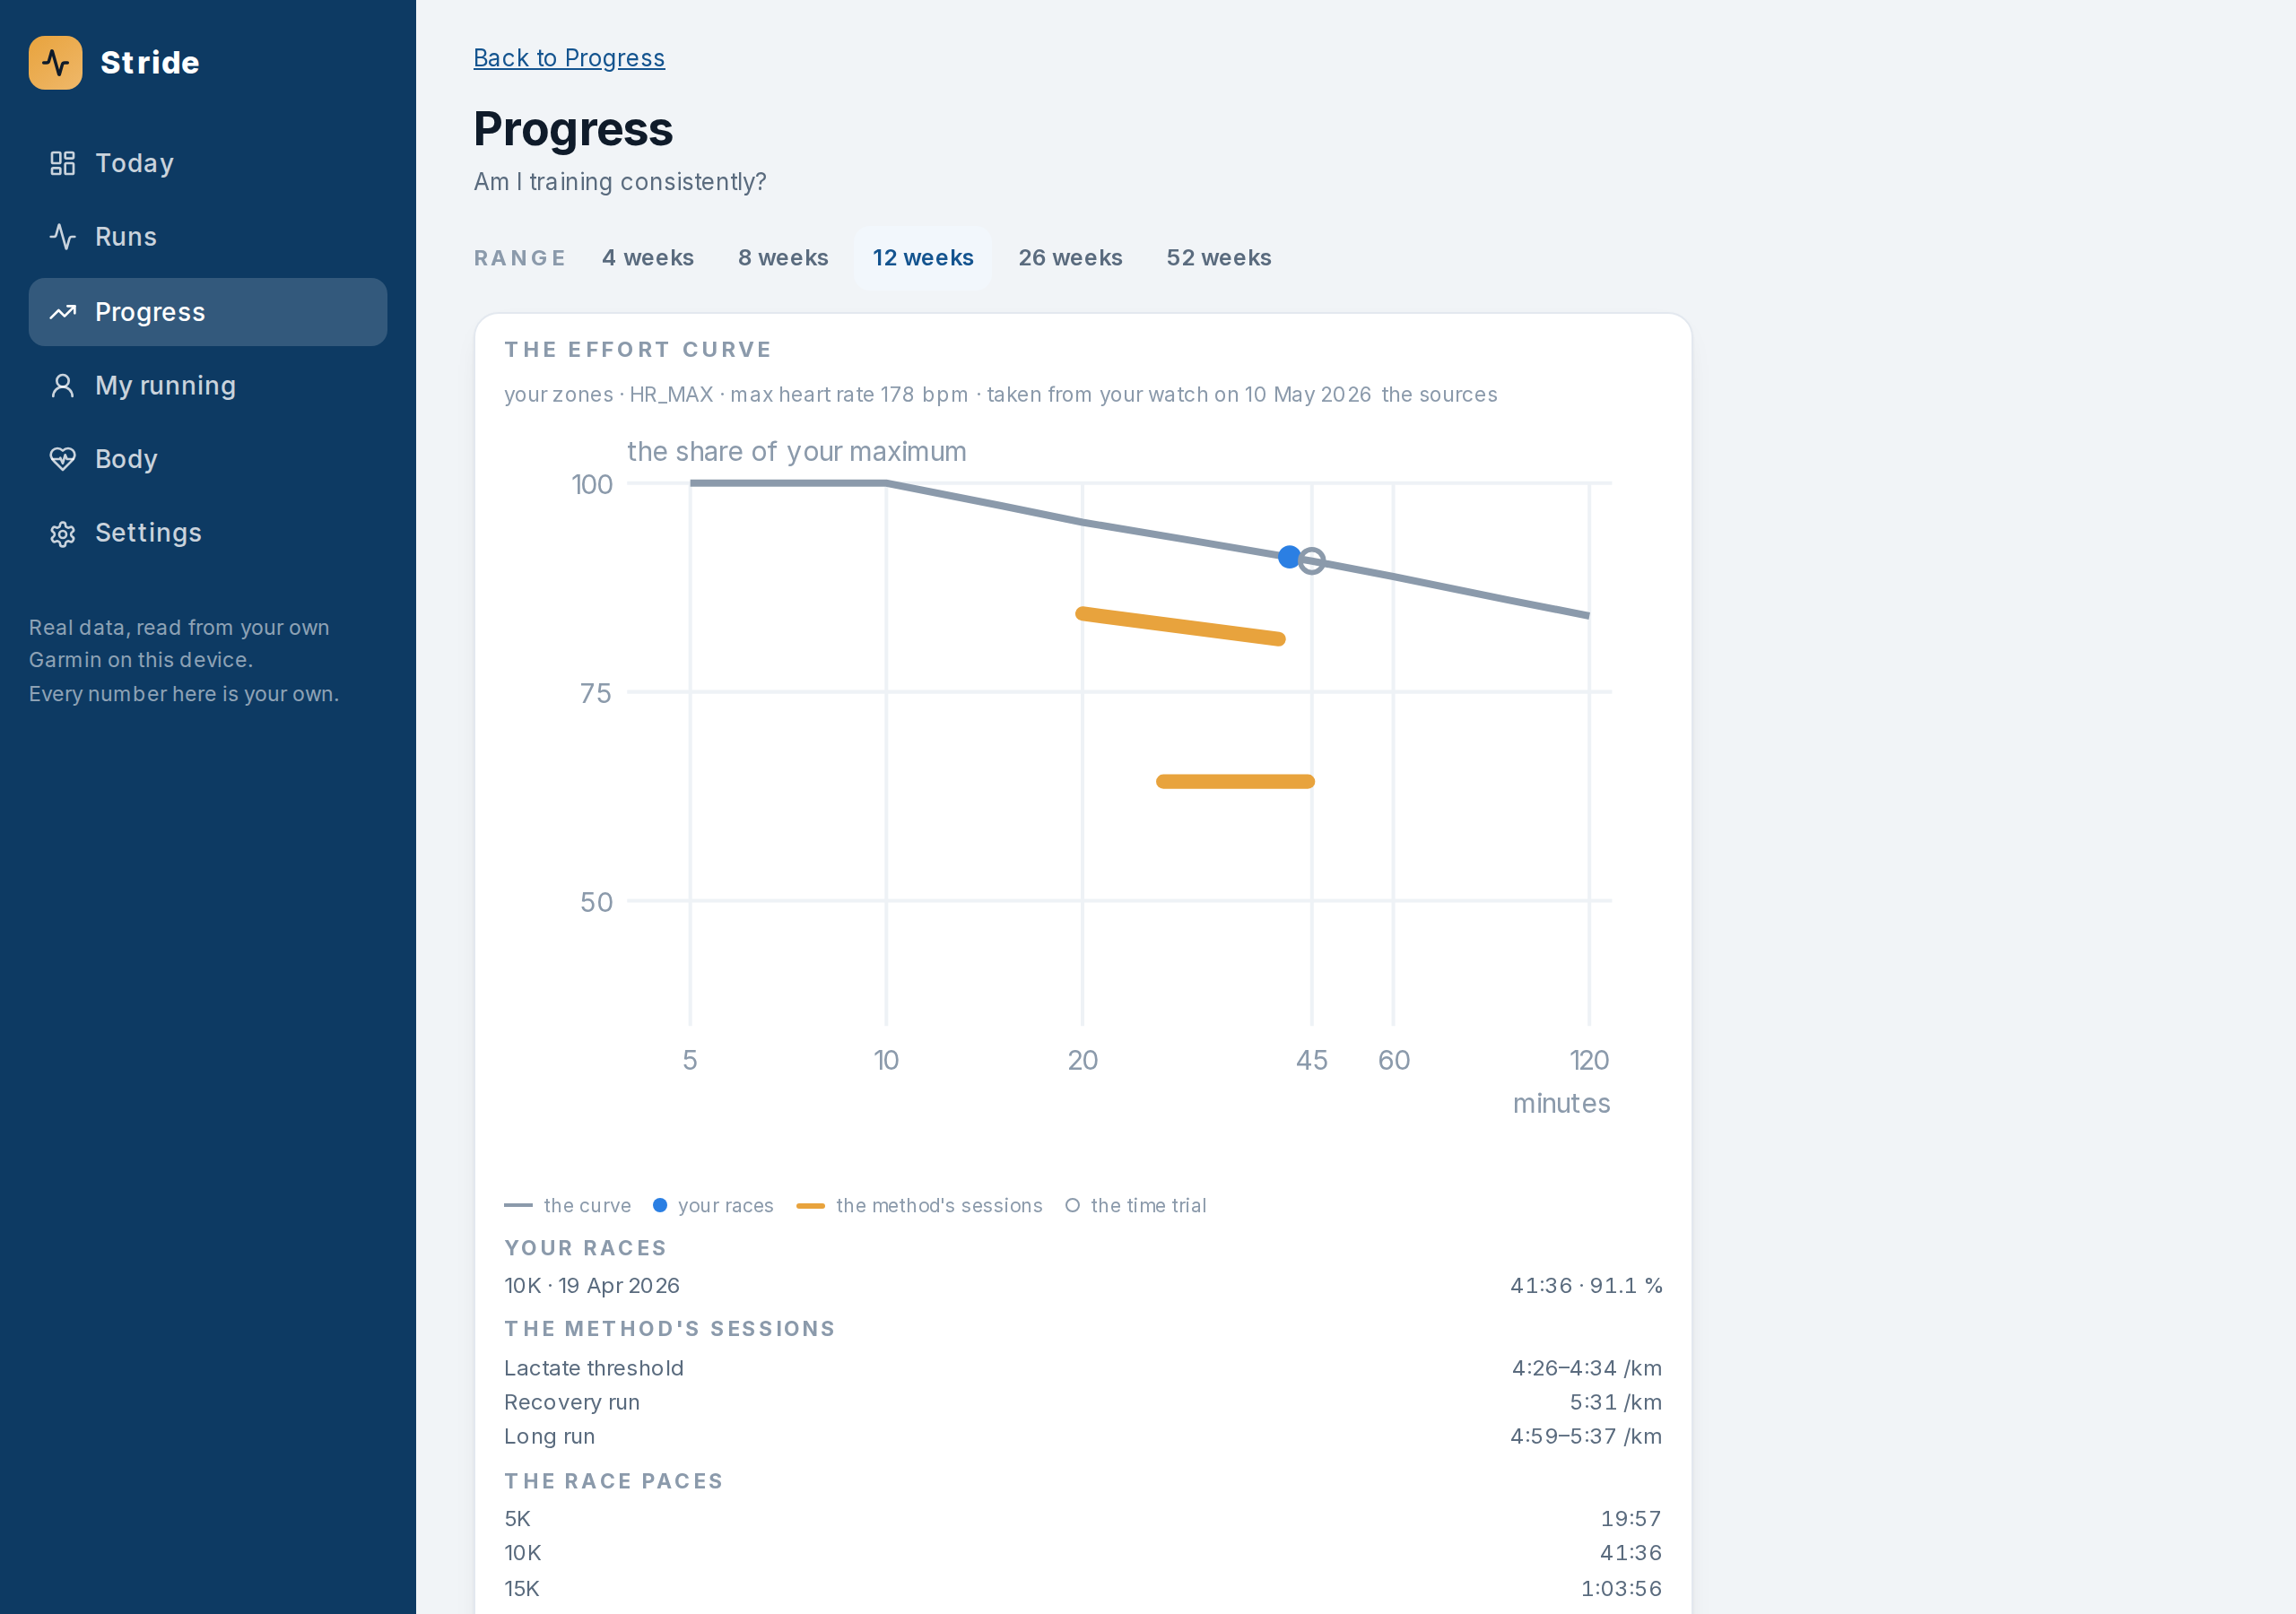 Stride
Today
Runs
Progress
My running
Body
Settings
Real data, read from your own
Garmin on this device.
Every number here is your own.
Back to Progress
Progress
Am I training consistently?
RANGE 4 weeks 8 weeks 12 weeks 26 weeks 52 weeks
THE EFFORT CURVE
your zones · HR_MAX · max heart rate 178 bpm · taken from your watch on 10 May 2026 the sources
the share of your maximum
100
75
50
5 10 20 45 60 120
minutes
the curve your races the method's sessions the time trial
YOUR RACES
10K · 19 Apr 2026 41:36 · 91.1 %
THE METHOD'S SESSIONS
Lactate threshold 4:26–4:34 /km
Recovery run 5:31 /km
Long run 4:59–5:37 /km
THE RACE PACES
5K 19:57
10K 41:36
15K 1:03:56